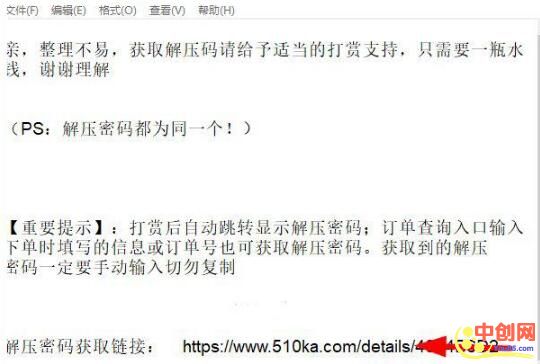 文件(F) 编辑(E) 格式(O) 查看(V) 帮助(H)
亲，整理不易，获取解压码请给予适当的打赏支持，只需要一瓶水
钱，谢谢理解
（PS：解压密码都为同一个！）
【重要提示】：打赏后自动跳转显示解压密码；订单查询入口输入
下单时填写的信息或订单号也可获取解压密码。获取到的解压
密码一定要手动输入切勿复制
解压密码获取链接： https://www.510ka.com/details/
中创网